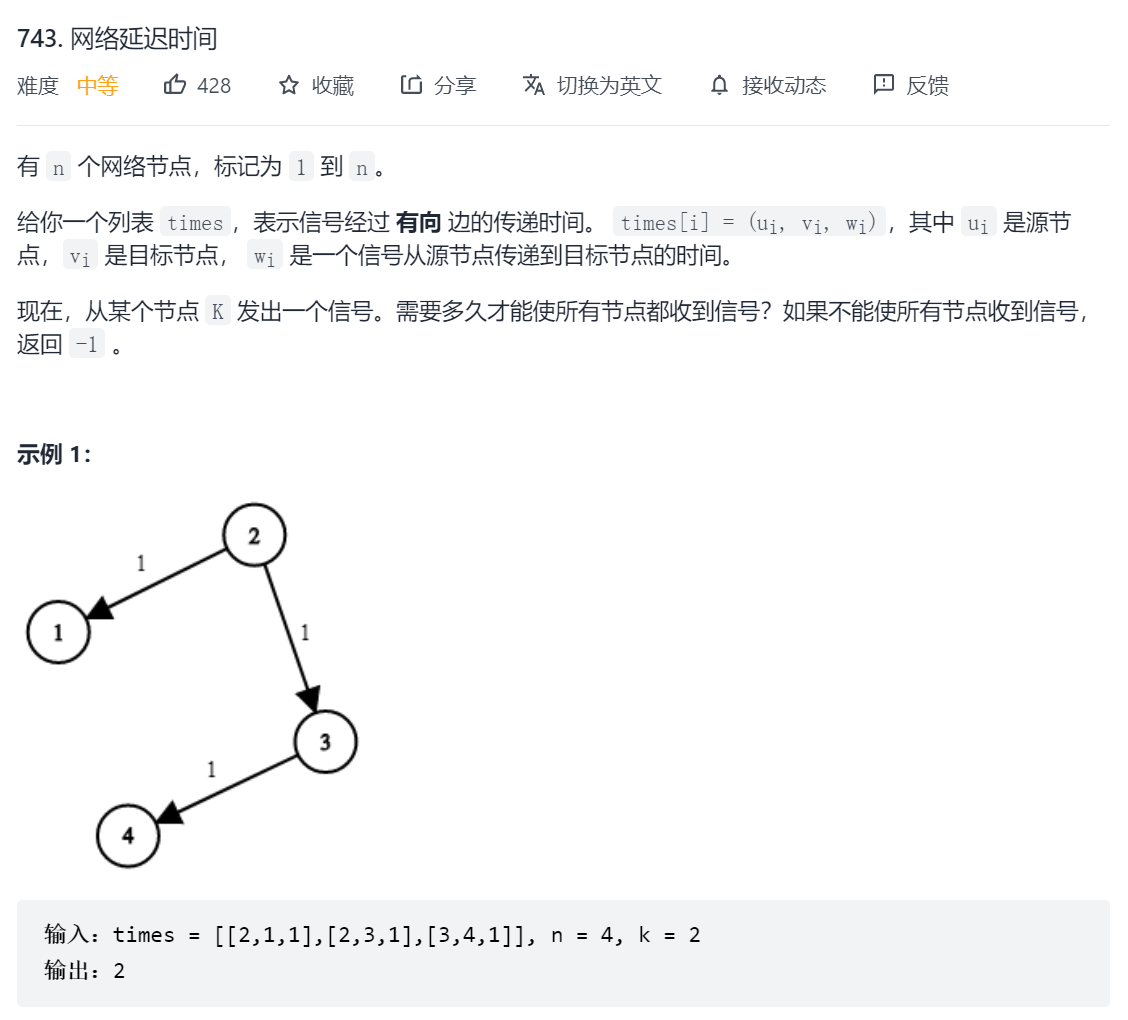 743. 网络延迟时间
难度 中等 428 收藏 分享 切换为英文 接收动态 反馈
有 n 个网络节点，标记为 1 到 n。
给你一个列表 times，表示信号经过 有向 边的传递时间。 times[i] = (ui, vi, wi)，其中 ui 是源节
点，vi 是目标节点， wi 是一个信号从源节点传递到目标节点的时间。
现在，从某个节点 K 发出一个信号。需要多久才能使所有节点都收到信号？如果不能使所有节点收到信号，
返回 -1 。
示例 1：
2
1
1
1
3
1
4
输入：times = [[2,1,1],[2,3,1],[3,4,1]], n = 4, k = 2
输出：2